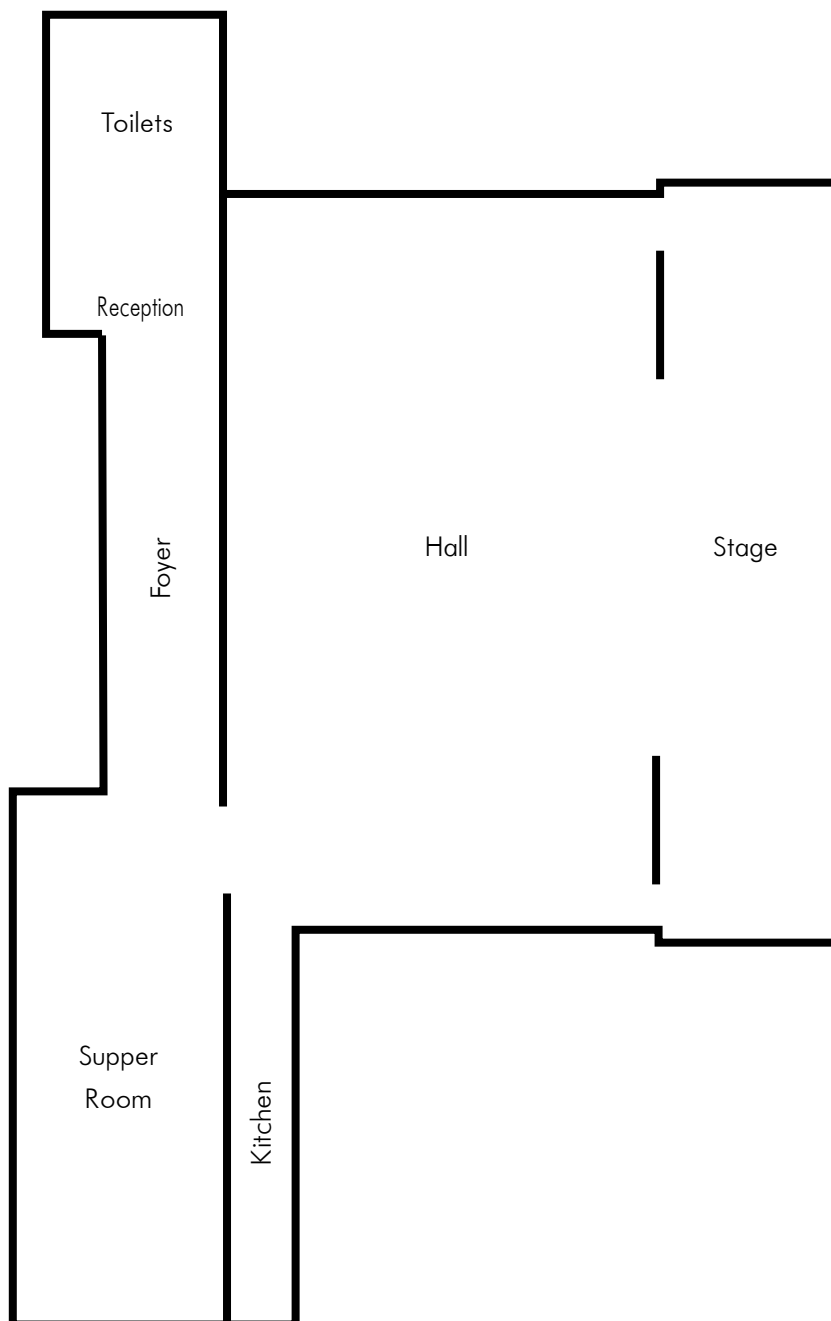 Toilets
Reception
Foyer
Hall
Stage
Supper
Room
Kitchen